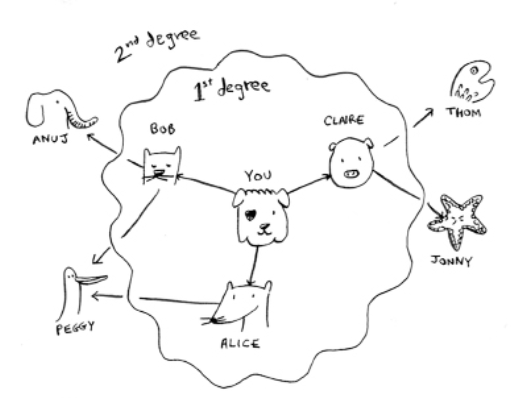 2nd degree
1st degree
ANUJ
BOB
YOU
CLAIRE
THOM
JONNY
PEGGY
ALICE